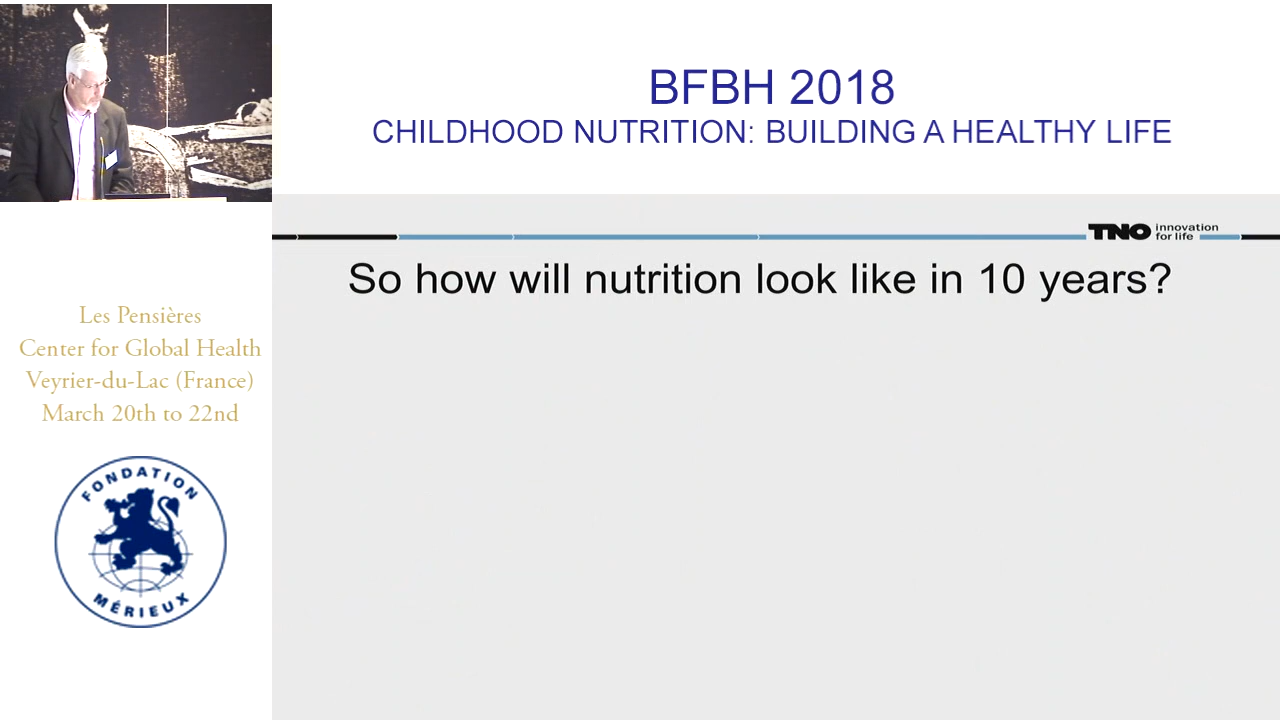 BFBH 2018
CHILDHOOD NUTRITION: BUILDING A HEALTHY LIFE
TNO innovation
for life
So how will nutrition look like in 10 years?
Les Pensières
Center for Global Health
Veyrier-du-Lac (France)
March 20th to 22nd
FONDATION
MÉRIEUX